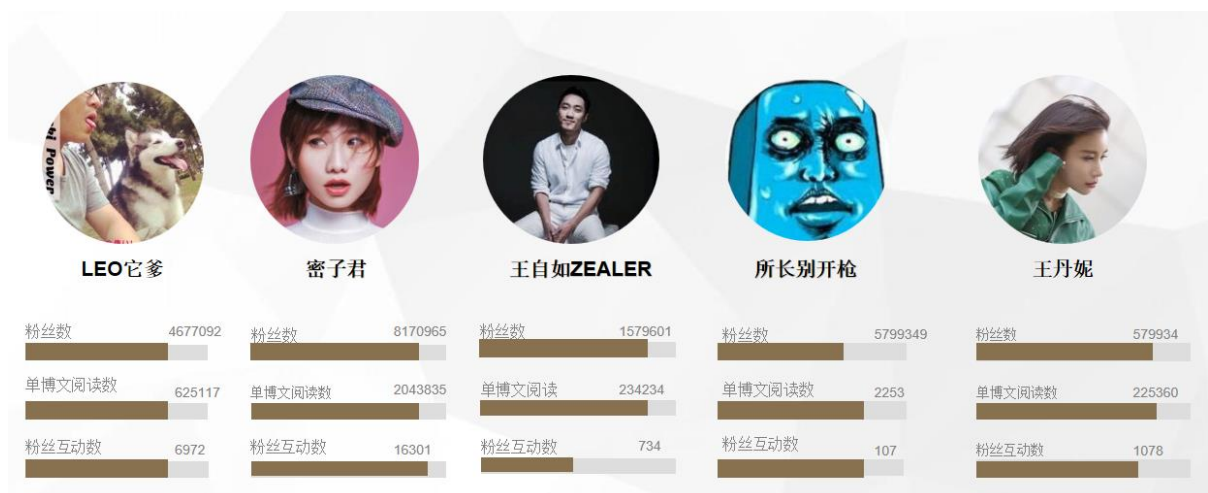 LEO它爹
密子君
王自如ZEALER
所长别开枪
王丹妮
粉丝数 4677092
单博文阅读数 625117
粉丝互动数 6972
粉丝数 8170965
单博文阅读数 2043835
粉丝互动数 16301
粉丝数 1579601
单博文阅读 234234
粉丝互动数 734
粉丝数 5799349
单博文阅读数 2253
粉丝互动数 107
粉丝数 579934
单博文阅读数 225360
粉丝互动数 1078
Power